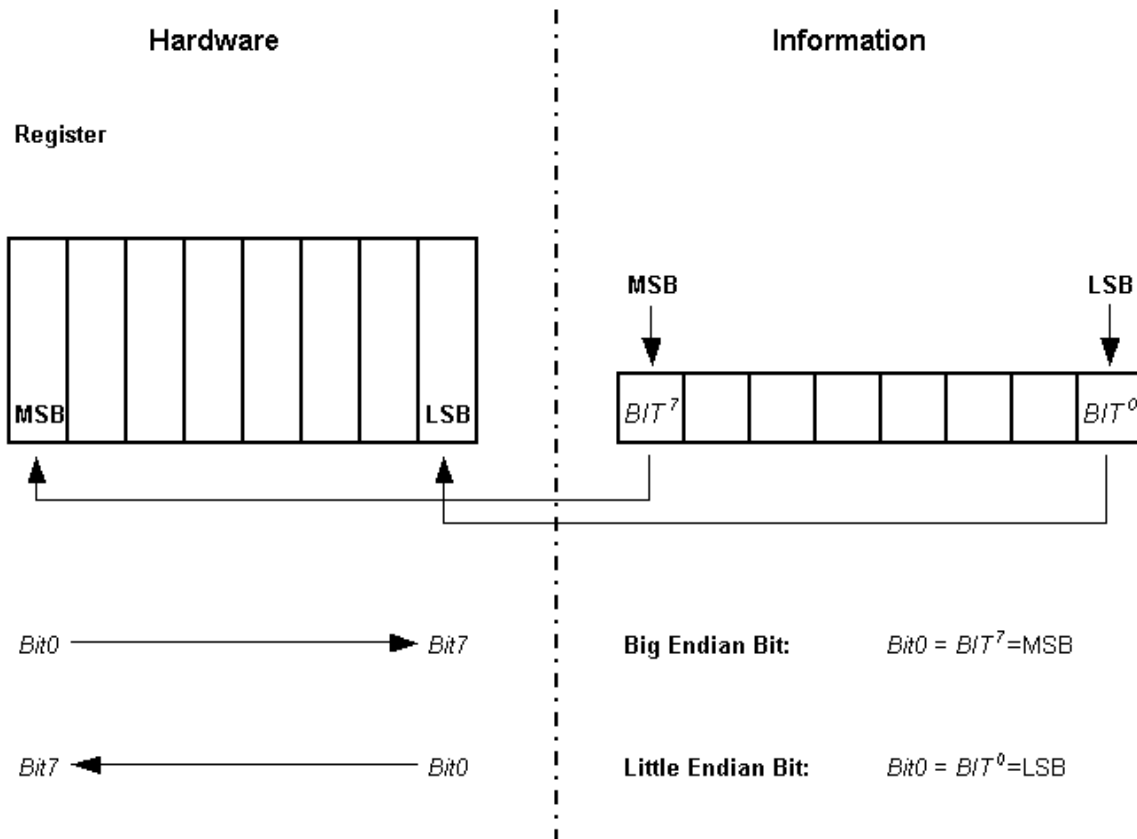 Hardware
Information
Register
MSB
LSB
MSB
LSB
BIT⁷
BIT⁰
Bit0
Bit7
Big Endian Bit:
Bit0 = BIT⁷=MSB
Bit7
Bit0
Little Endian Bit:
Bit0 = BIT⁰=LSB